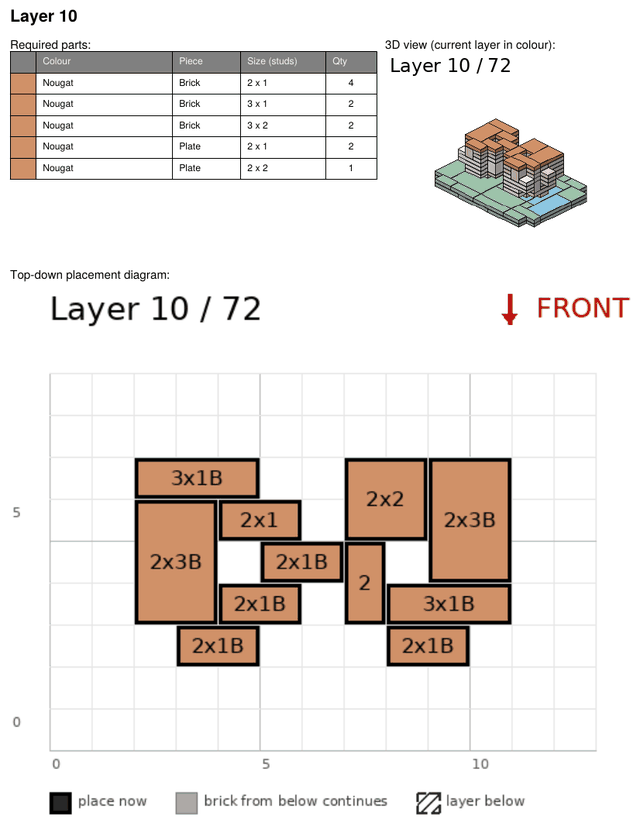 Layer 10
Required parts:
Colour Piece Size (studs) Qty
Nougat Brick 2 x 1 4
Nougat Brick 3 x 1 2
Nougat Brick 3 x 2 2
Nougat Plate 2 x 1 2
Nougat Plate 2 x 2 1
3D view (current layer in colour):
Layer 10 / 72
Top-down placement diagram:
Layer 10 / 72
FRONT
3x1B
2x2
2x3B
5
2x1
2x3B
2x1B
2
2x1B
3x1B
2x1B
2x1B
0
0 5 10
place now
brick from below continues
layer below